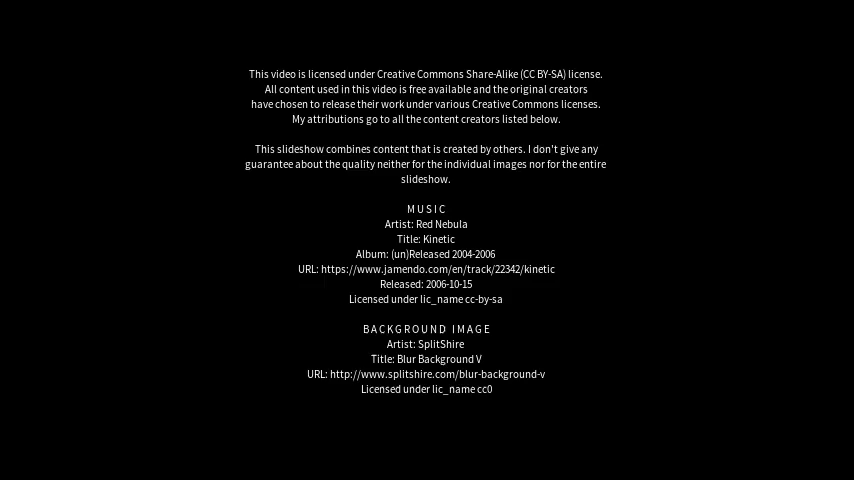 This video is licensed under Creative Commons Share-Alike (CC BY-SA) license.
All content used in this video is free available and the original creators
have chosen to release their work under various Creative Commons licenses.
My attributions go to all the content creators listed below.
This slideshow combines content that is created by others. I don't give any
guarantee about the quality neither for the individual images nor for the entire
slideshow.
MUSIC
Artist: Red Nebula
Title: Kinetic
Album: (un)Released 2004-2006
URL: https://www.jamendo.com/en/track/22342/kinetic
Released: 2006-10-15
Licensed under lic_name cc-by-sa
BACKGROUND IMAGE
Artist: SplitShire
Title: Blur Background V
URL: http://www.splitshire.com/blur-background-v
Licensed under lic_name cc0